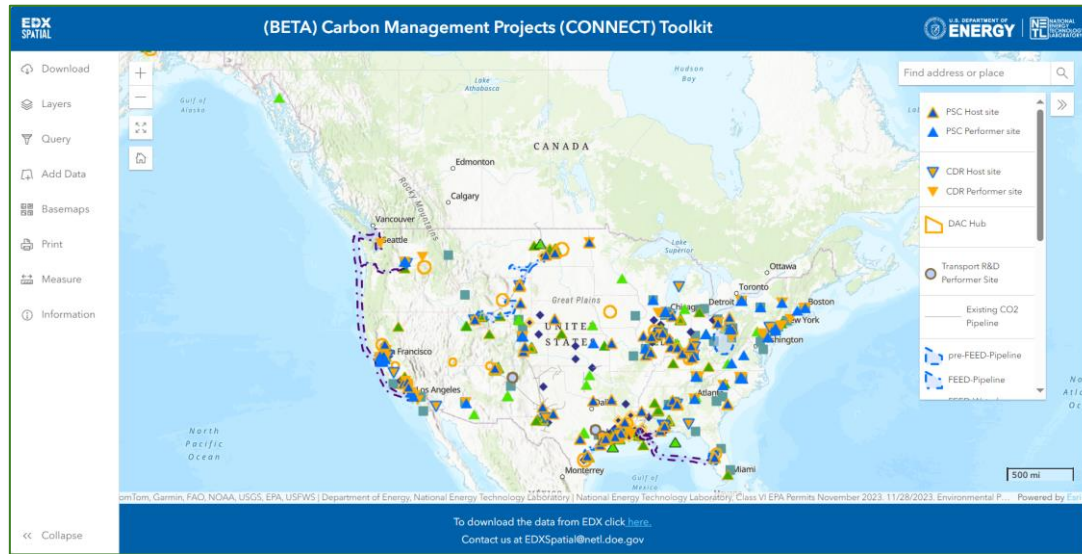 EDX
SPATIAL
(BETA) Carbon Management Projects (CONNECT) Toolkit
U.S. DEPARTMENT OF
ENERGY
NATIONAL
ENERGY
TECHNOLOGY
LABORATORY
Download
Layers
Query
Add Data
Basemaps
Print
Measure
Information
Collapse
Find address or place
Gulf of
Alaska
Lake
Athabasca
Hudson
Bay
CANADA
Edmonton
Calgary
Rocky Mountains
Vancouver
Seattle
Lake
Superior
Ottawa
Toronto
Great Plains
Chicago
Detroit
Boston
New York
Washington
UNITED
STATES
Francisco
Los Angeles
Atlanta
Dallas
North
Pacific
Ocean
Monterrey
Gulf of
Mexico
Miami
PSC Host site
PSC Performer site
CDR Host site
CDR Performer site
DAC Hub
Transport R&D
Performer Site
Existing CO2
Pipeline
pre-FEED-Pipeline
FEED-Pipeline
500 mi
omTom, Garmin, FAO, NOAA, USGS, EPA, USFWS | Department of Energy, National Energy Technology Laboratory | National Energy Technology Laboratory, Class VI EPA Permits November 2023. 11/28/2023. Environmental P...
Powered by Esri
To download the data from EDX click here.
Contact us at EDXSpatial@netl.doe.gov